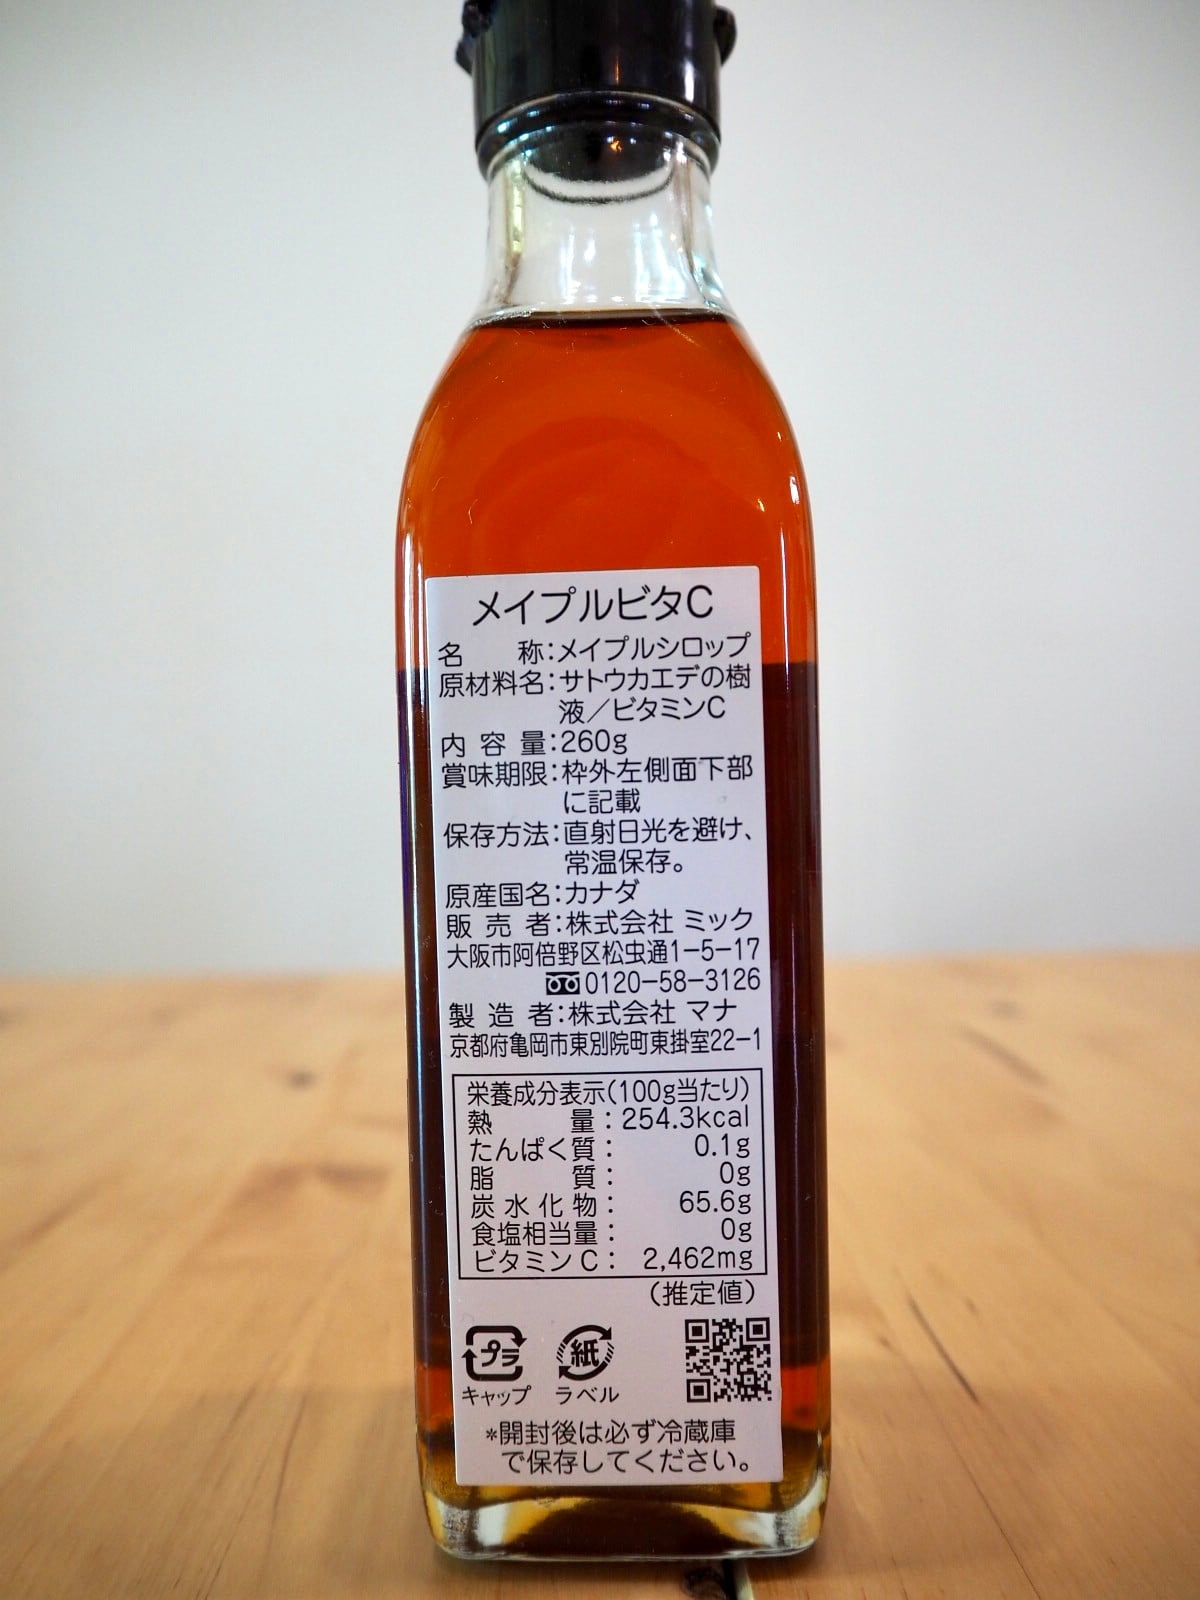 メイプルビタC
名称：メイプルシロップ
原材料名：サトウカエデの樹
液／ビタミンC
内容量：260g
賞味期限：枠外左側面下部
に記載
保存方法：直射日光を避け、
常温保存。
原産国名：カナダ
販売者：株式会社 ミック
大阪市阿倍野区松虫通1-5-17
0120-58-3126
製造者：株式会社 マナ
京都府亀岡市東別院町東掛室22-1
栄養成分表示(100g当たり)
熱量：254.3kcal
たんぱく質：0.1g
脂質：0g
炭水化物：65.6g
食塩相当量：0g
ビタミンC：2,462mg
(推定値)
プラ 紙
キャップ ラベル
*開封後は必ず冷蔵庫
で保存してください。